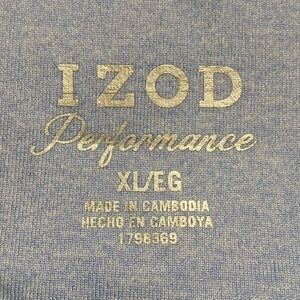 IZOD
Performance
XL/EG
MADE IN CAMBODIA
HECHO EN CAMBOYA
1798369